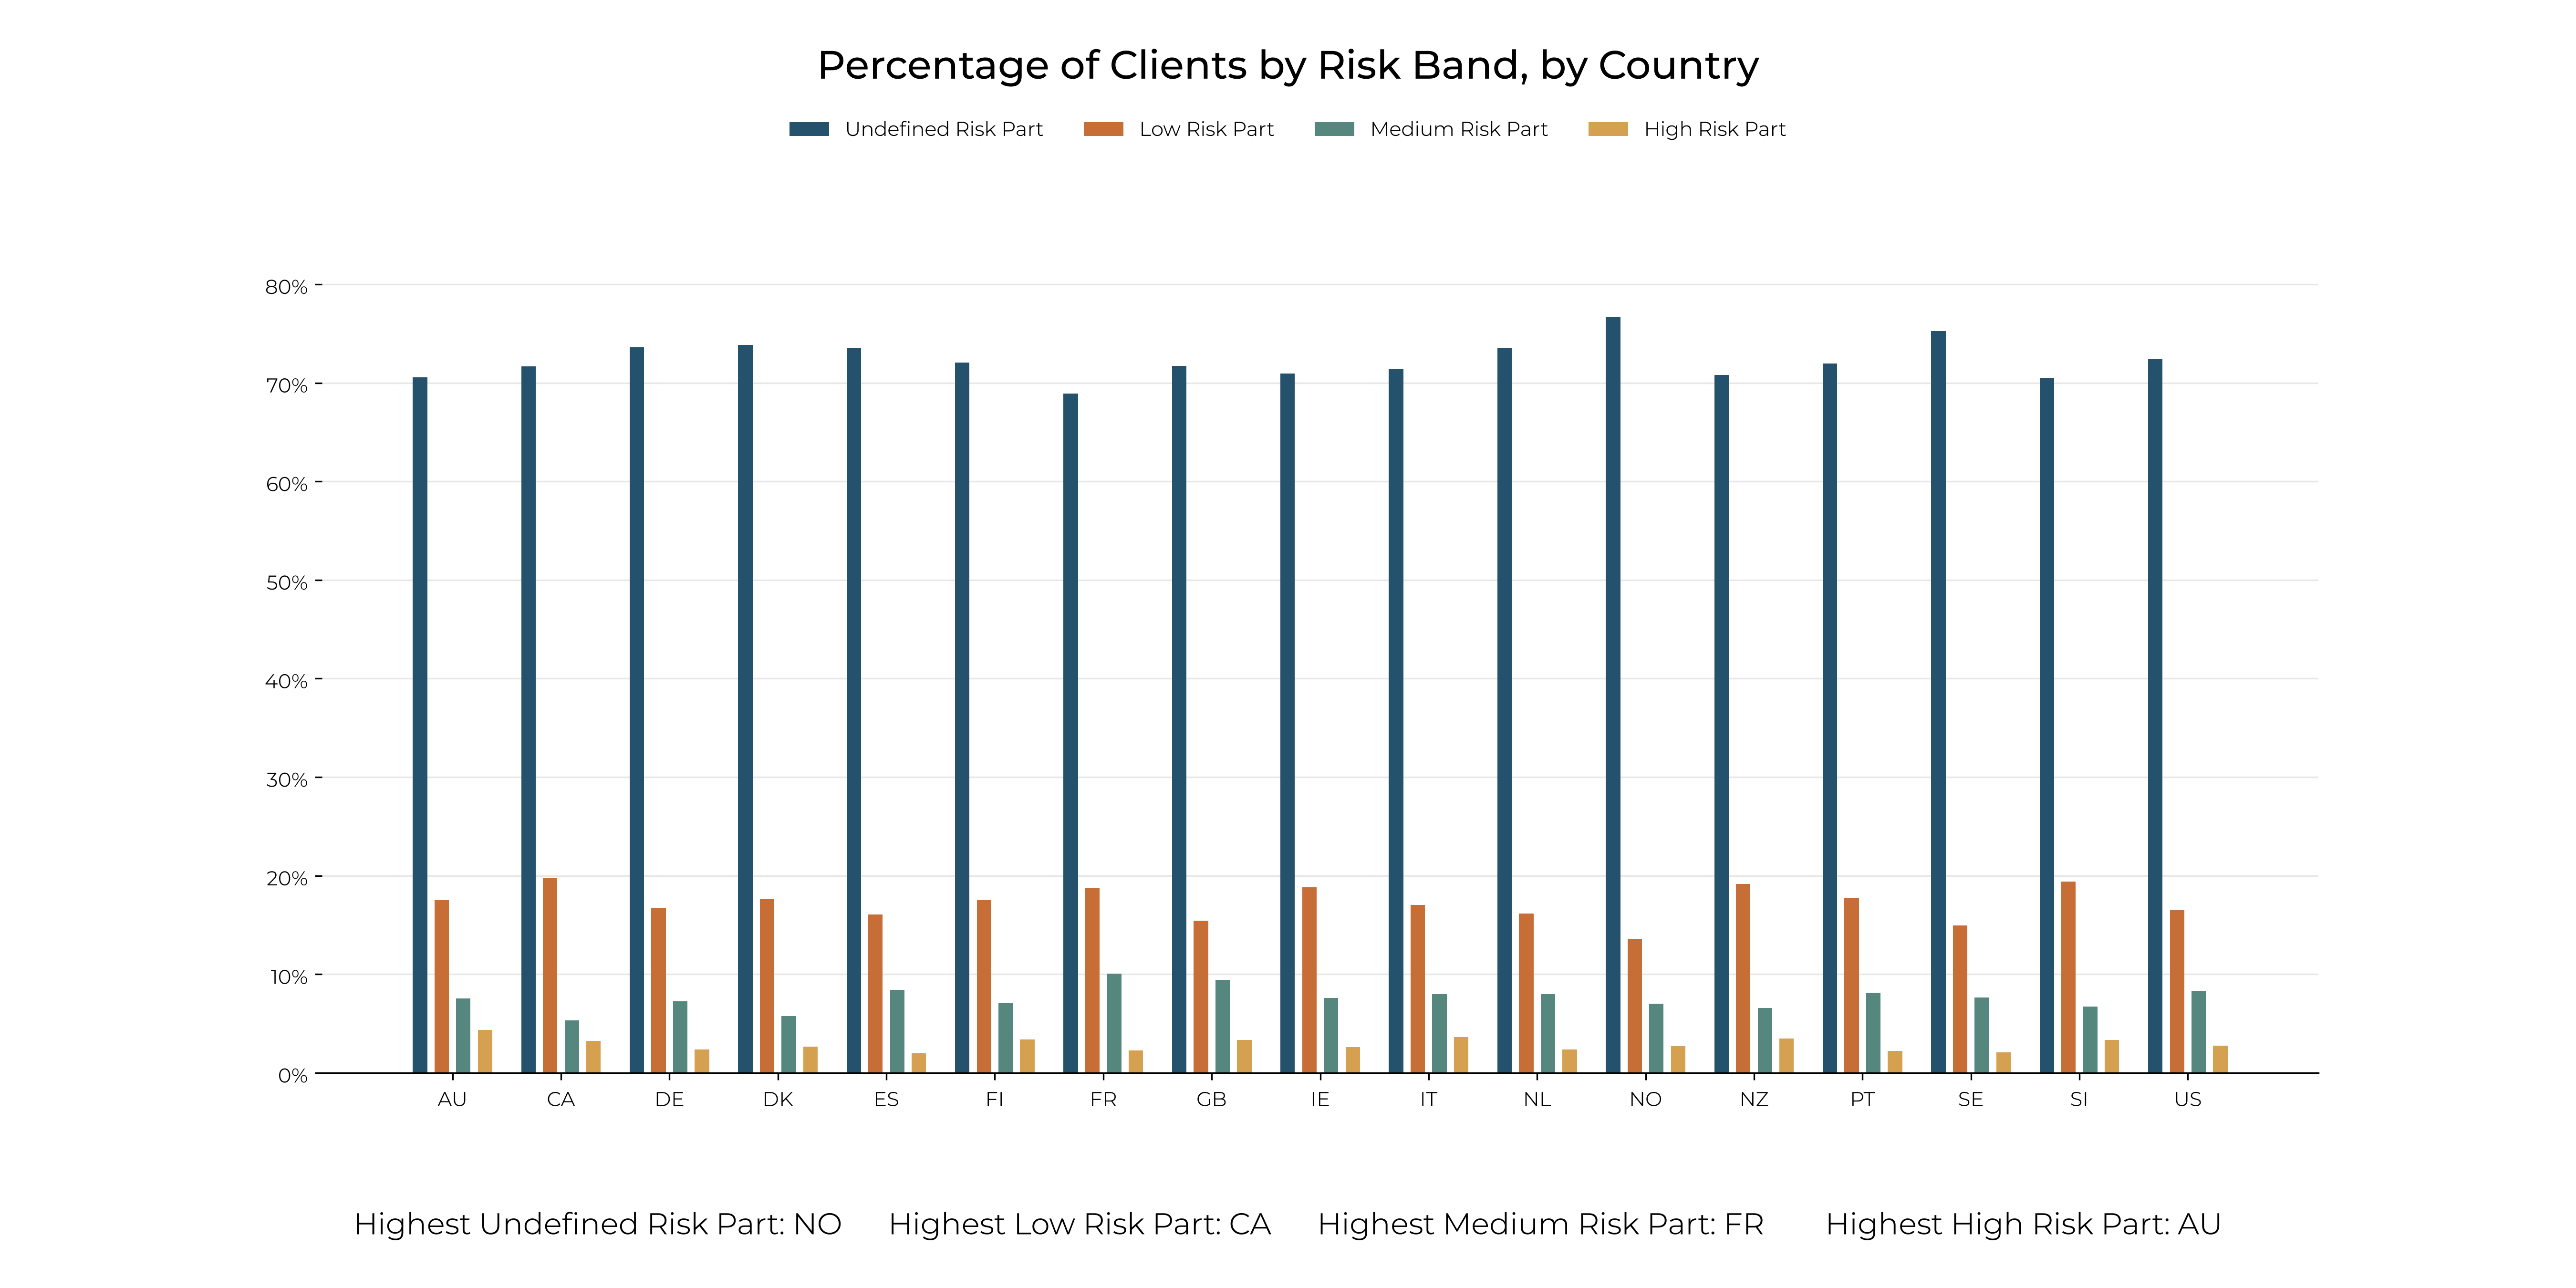 Percentage of Clients by Risk Band, by Country
Undefined Risk Part Low Risk Part Medium Risk Part High Risk Part
80%
70%
60%
50%
40%
30%
20%
10%
0%
AU CA DE DK ES FI FR GB IE IT NL NO NZ PT SE SI US
Highest Undefined Risk Part: NO Highest Low Risk Part: CA Highest Medium Risk Part: FR Highest High Risk Part: AU